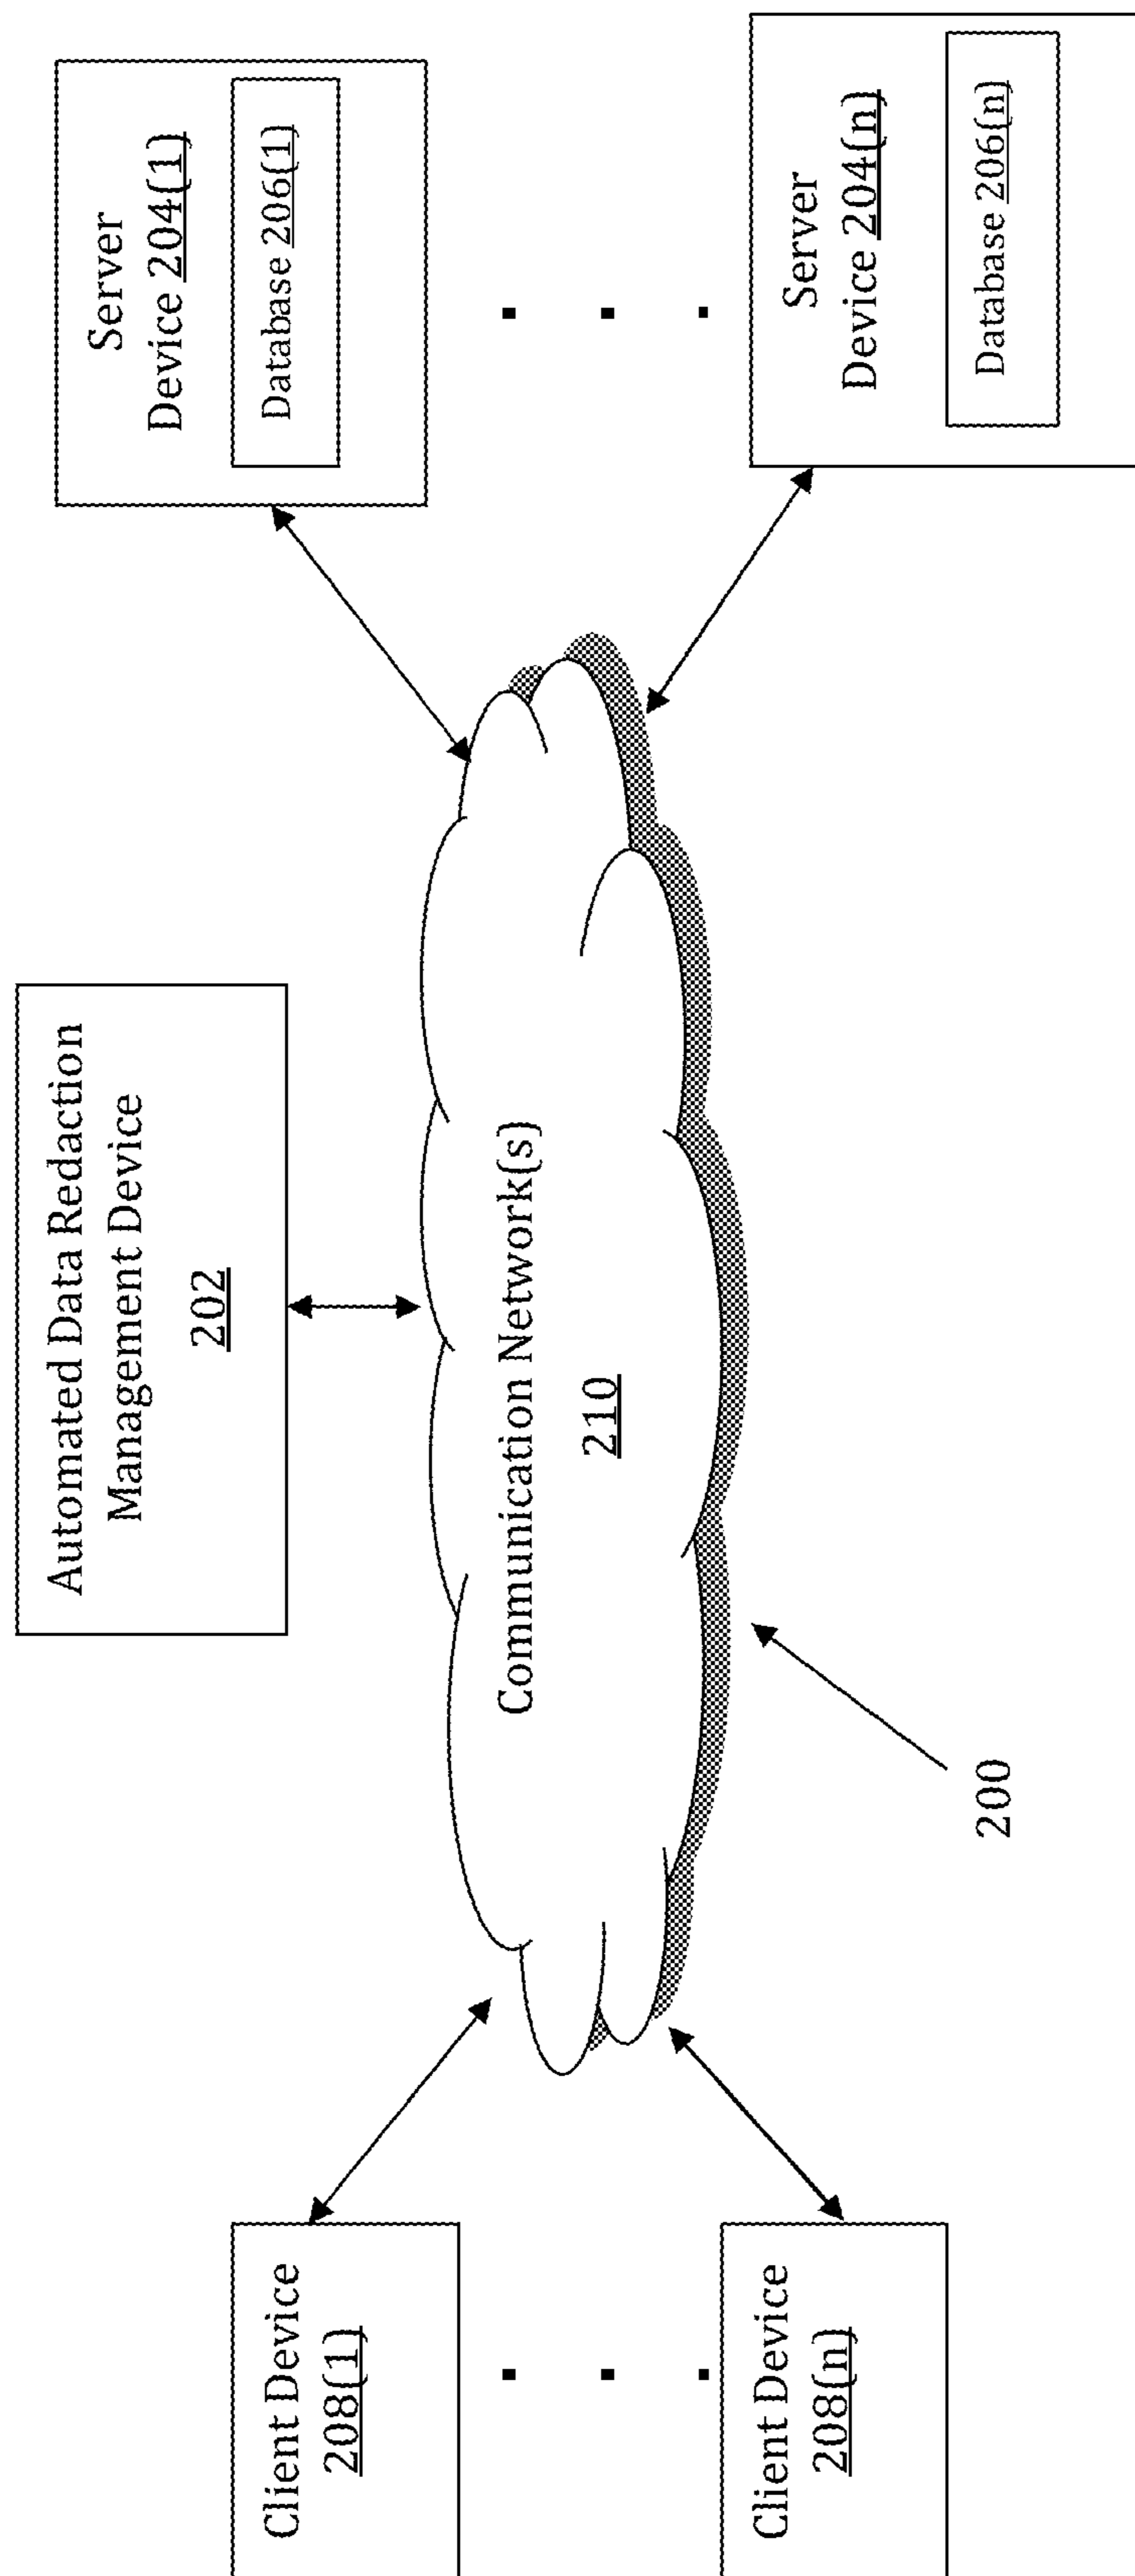 Automated Data Redaction
Management Device
202
Server
Device 204(1)
Database 206(1)
Client Device
208(1)
Communication Network(s)
210
Server
Device 204(n)
Database 206(n)
Client Device
208(n)
200